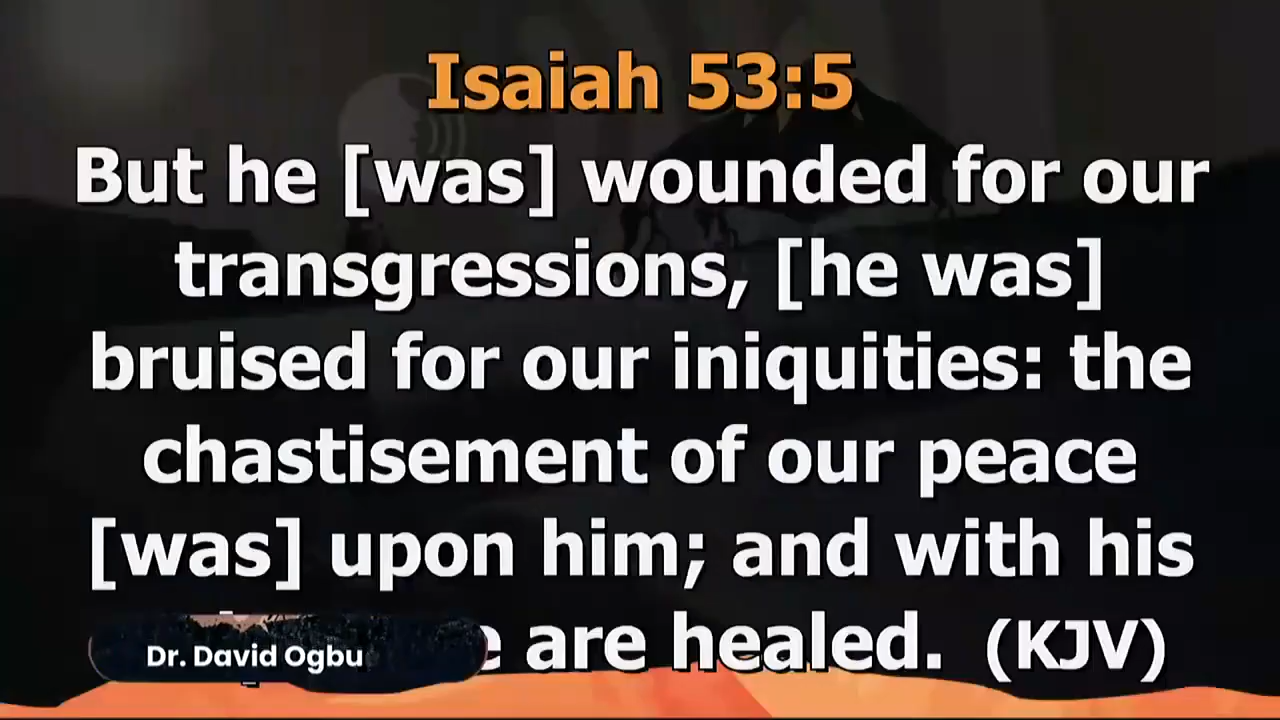 Isaiah 53:5
But he [was] wounded for our
transgressions, [he was]
bruised for our iniquities: the
chastisement of our peace
[was] upon him; and with his
are healed. (KJV)
Dr. David Ogbu